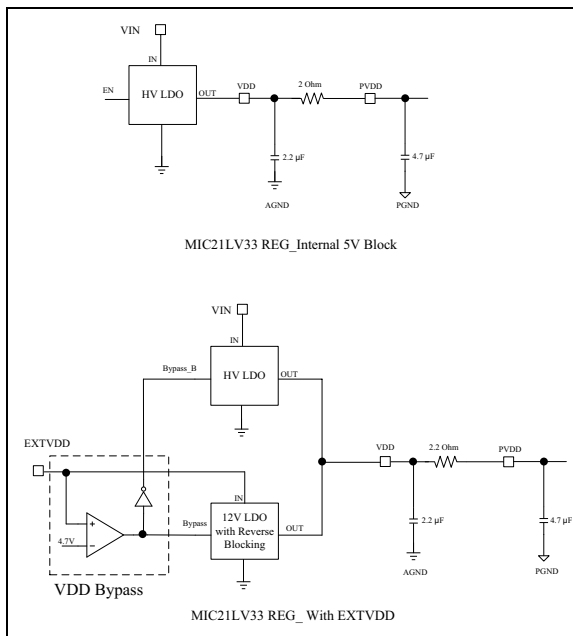 VIN
IN
EN
HV LDO
OUT
VDD
2 Ohm
PVDD
2.2 µF
4.7 µF
AGND
PGND
MIC21LV33 REG_Internal 5V Block
VIN
IN
Bypass_B
HV LDO
OUT
EXTVDD
VDD
2.2 Ohm
PVDD
IN
4.7V
+
−
Bypass
12V LDO
with Reverse
Blocking
OUT
2.2 µF
4.7 µF
AGND
PGND
VDD Bypass
MIC21LV33 REG_ With EXTVDD